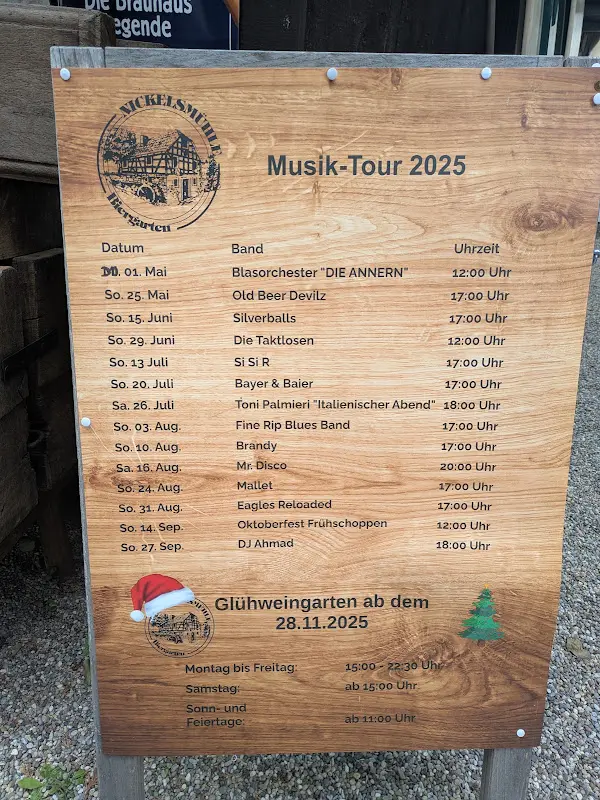 Die Brauhaus
egende
NICKELSMÜHLE
Biergarten
Musik-Tour 2025
Datum Band Uhrzeit
01. Mai Blasorchester "DIE ANNERN" 12:00 Uhr
So. 25. Mai Old Beer Devilz 17:00 Uhr
So. 15. Juni Silverballs 17:00 Uhr
So. 29. Juni Die Taktlosen 12:00 Uhr
So. 13 Juli Si Si R 17:00 Uhr
So. 20. Juli Bayer & Baier 17:00 Uhr
Sa. 26. Juli Toni Palmieri "Italienischer Abend" 18:00 Uhr
So. 03. Aug. Fine Rip Blues Band 17:00 Uhr
So. 10. Aug. Brandy 17:00 Uhr
Sa. 16. Aug. Mr. Disco 20:00 Uhr
So. 24. Aug. Mallet 17:00 Uhr
So. 31. Aug. Eagles Reloaded 17:00 Uhr
So. 14. Sep. Oktoberfest Frühschoppen 12:00 Uhr
So. 27. Sep. DJ Ahmad 18:00 Uhr
Glühweingarten ab dem
28.11.2025
Biergarten
Montag bis Freitag: 15:00 - 22:30 Uhr
Samstag: ab 15:00 Uhr
Sonn- und
Feiertage: ab 11:00 Uhr